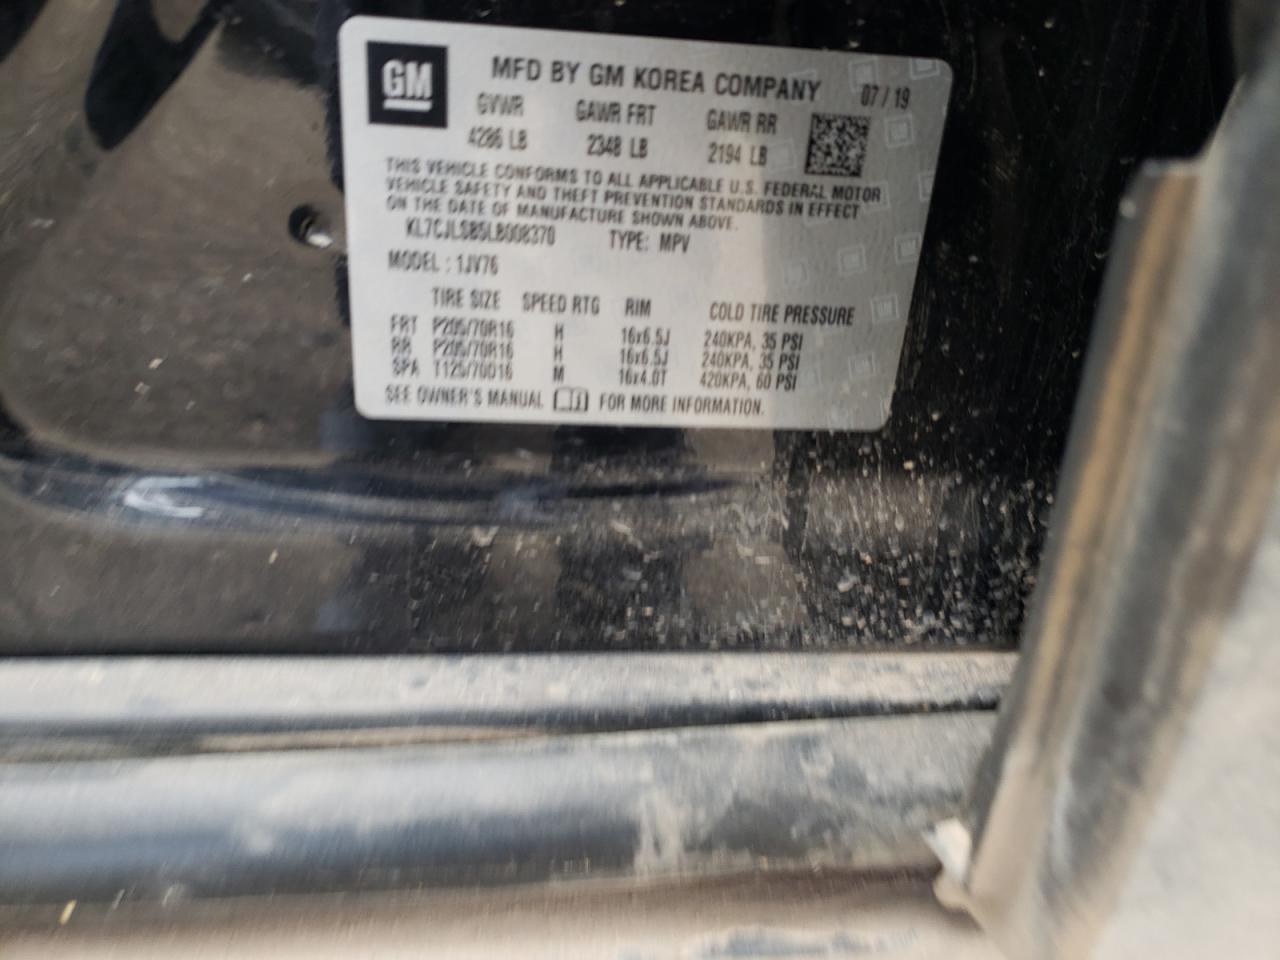 GM
MFD BY GM KOREA COMPANY 07 / 19
GVWR GAWR FRT GAWR RR
4286 LB 2348 LB 2194 LB
THIS VEHICLE CONFORMS TO ALL APPLICABLE U.S. FEDERAL MOTOR
VEHICLE SAFETY AND THEFT PREVENTION STANDARDS IN EFFECT
ON THE DATE OF MANUFACTURE SHOWN ABOVE.
KL7CJLSB5LB008370 TYPE: MPV
MODEL : 1JV76
TIRE SIZE SPEED RTG RIM COLD TIRE PRESSURE
FRT P205/70R16 H 16x6.5J 240KPA, 35 PSI
RR P205/70R16 H 16x6.5J 240KPA, 35 PSI
SPA T125/70D16 M 16x4.0T 420KPA, 60 PSI
SEE OWNER'S MANUAL FOR MORE INFORMATION.